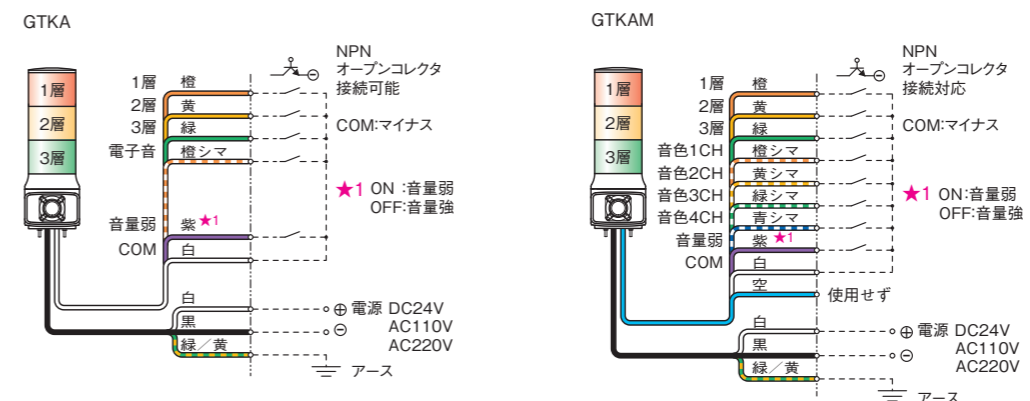 GTKA
NPN
オープンコレクタ
接続可能
⊖
1層
2層
3層
1層 橙
2層 黄
3層 緑
電子音 橙シマ
COM:マイナス
★1 ON :音量弱
OFF:音量強
音量弱 紫 ★1
COM 白
白
黒
緑/黄
⊕ 電源 DC24V
⊖ AC110V
AC220V
アース
GTKAM
NPN
オープンコレクタ
接続対応
⊖
1層
2層
3層
1層 橙
2層 黄
3層 緑
音色1CH 橙シマ
音色2CH 黄シマ
音色3CH 緑シマ
音色4CH 青シマ
音量弱 紫 ★1
COM 白
空 使用せず
COM:マイナス
★1 ON:音量弱
OFF:音量強
白
黒
緑/黄
⊕ 電源 DC24V
⊖ AC110V
AC220V
アース